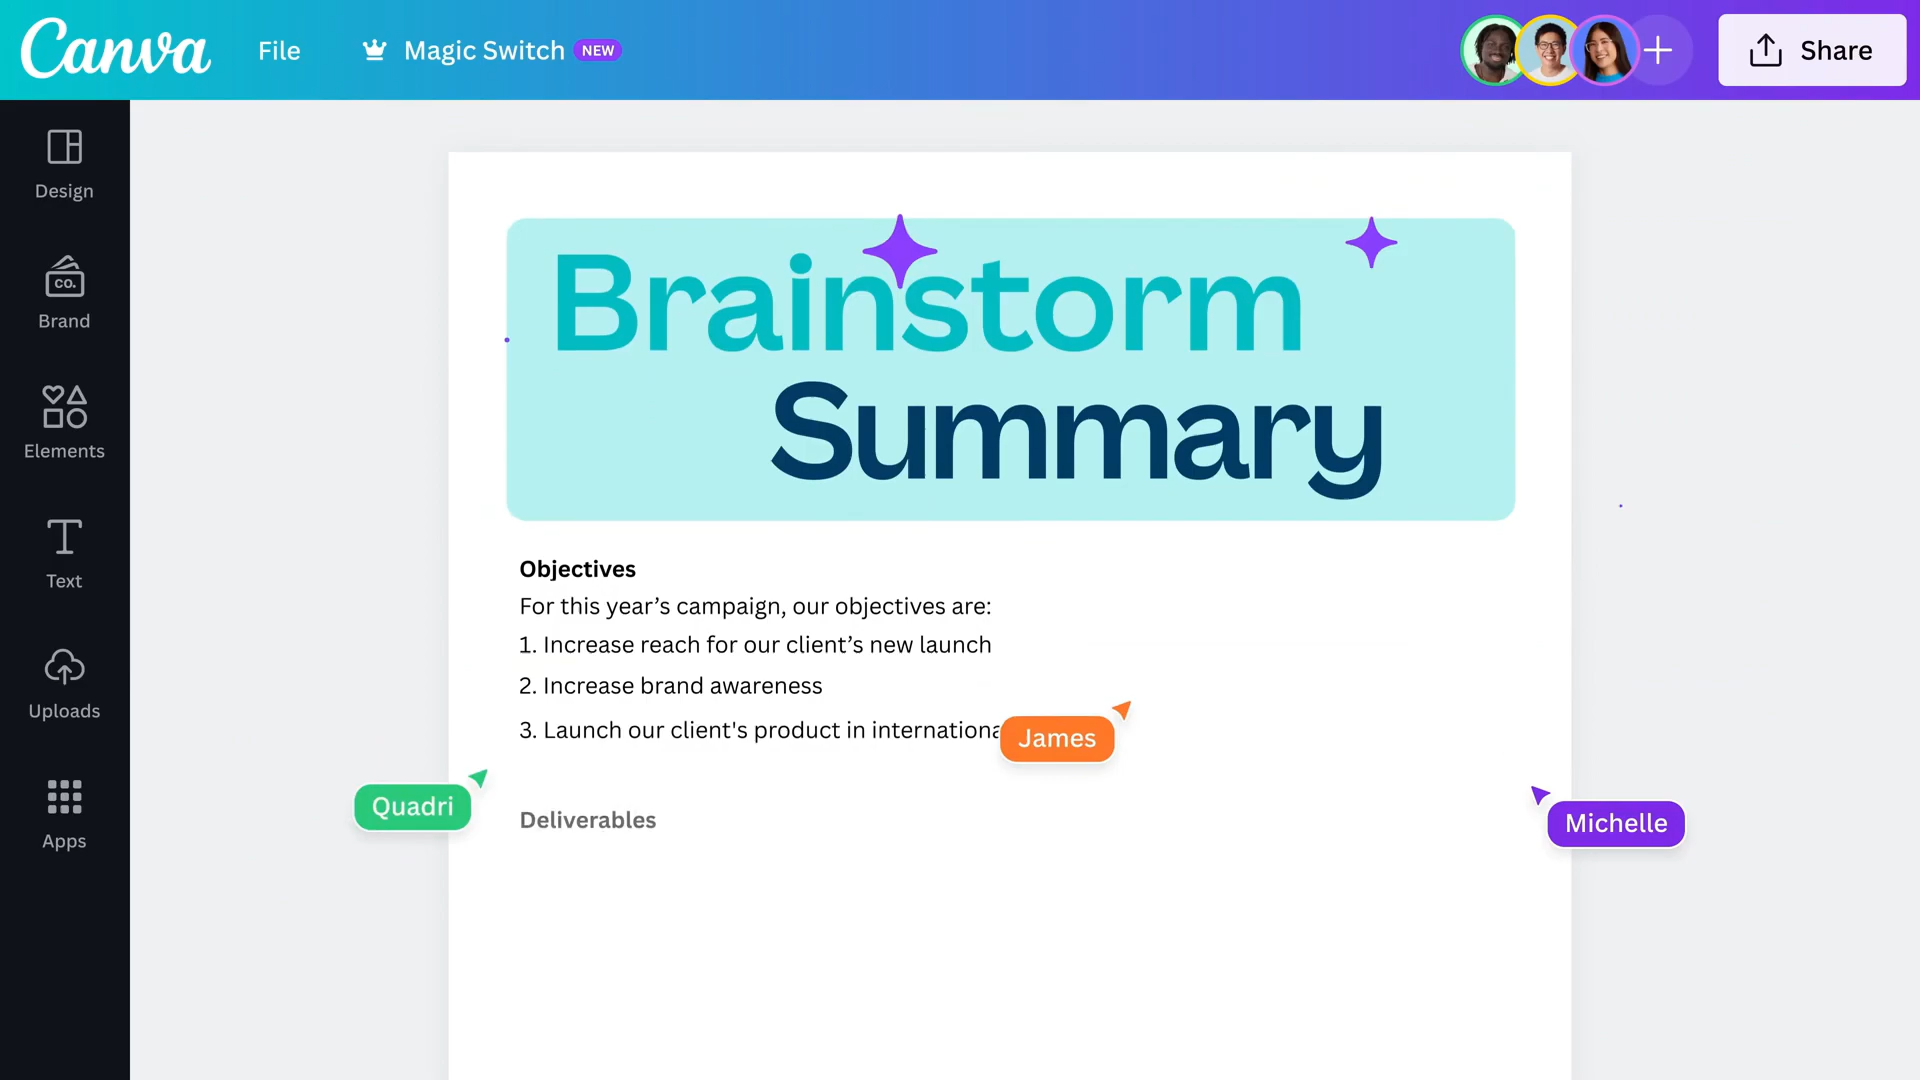 Canva
File
Magic Switch NEW
Share
Design
co.
Brand
Elements
Text
Uploads
Apps
Brainstorm
Summary
Objectives
For this year’s campaign, our objectives are:
1. Increase reach for our client’s new launch
2. Increase brand awareness
3. Launch our client's product in
James
Quadri
Deliverables
Michelle